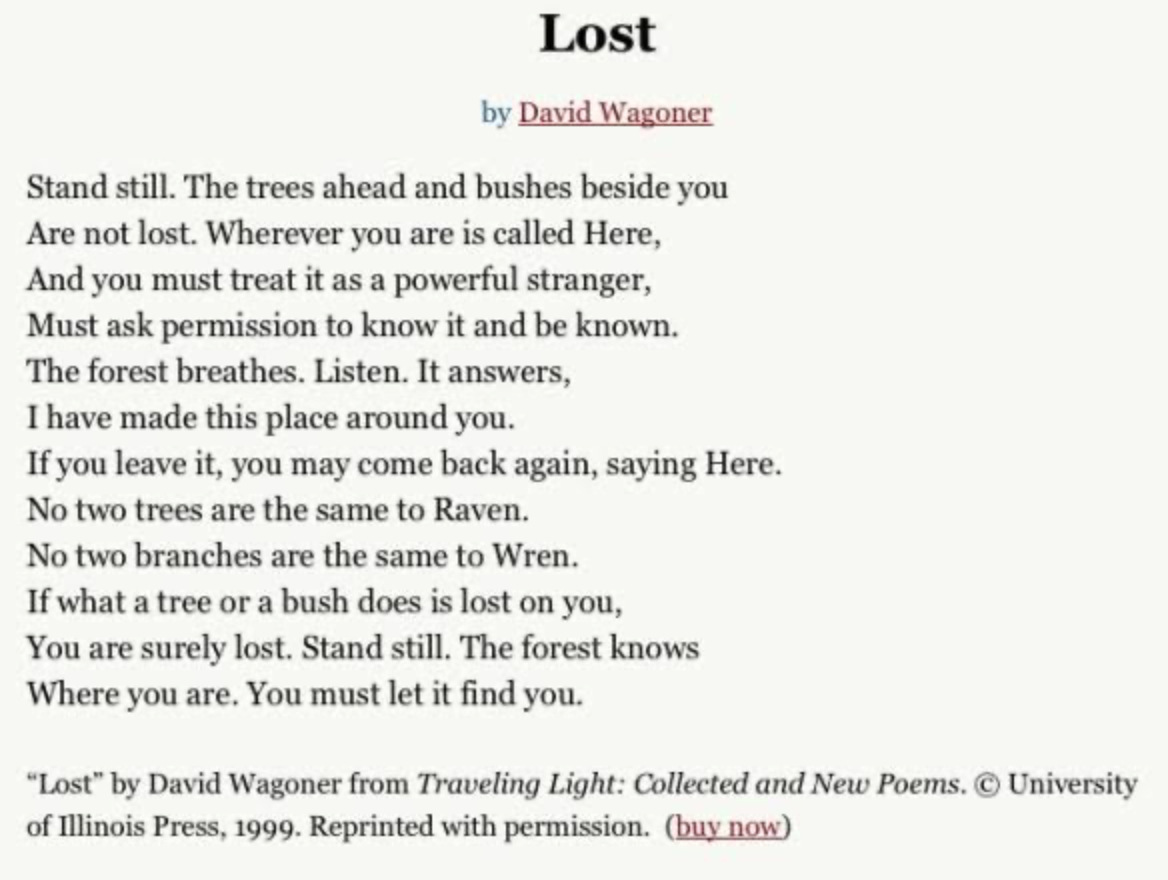 Lost
by David Wagoner
Stand still. The trees ahead and bushes beside you
Are not lost. Wherever you are is called Here,
And you must treat it as a powerful stranger,
Must ask permission to know it and be known.
The forest breathes. Listen. It answers,
I have made this place around you.
If you leave it, you may come back again, saying Here.
No two trees are the same to Raven.
No two branches are the same to Wren.
If what a tree or a bush does is lost on you,
You are surely lost. Stand still. The forest knows
Where you are. You must let it find you.
“Lost” by David Wagoner from Traveling Light: Collected and New Poems. © University
of Illinois Press, 1999. Reprinted with permission. (buy now)